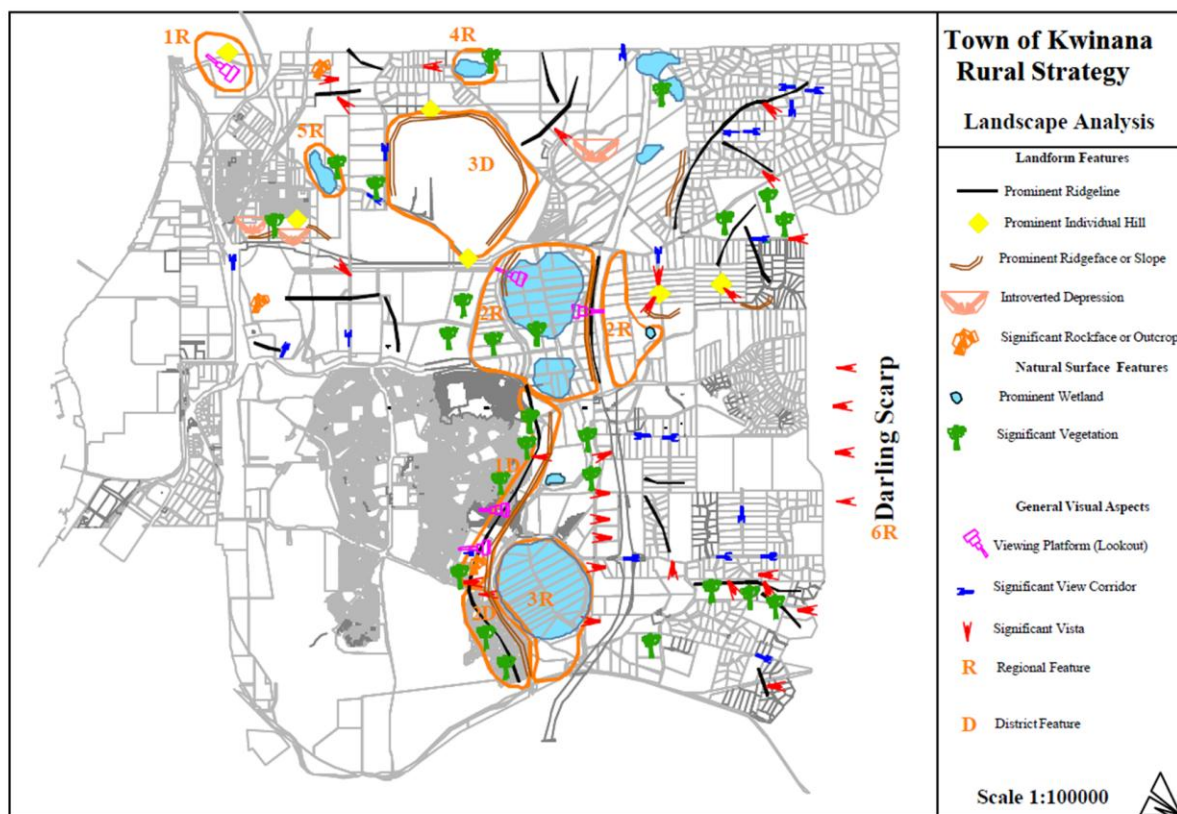 1R
4R
5R
3D
2R
2R
1D
3R
2D
Darling Scarp
6R
Town of Kwinana
Rural Strategy
Landscape Analysis
Landform Features
Prominent Ridgeline
Prominent Individual Hill
Prominent Ridgeface or Slope
Introverted Depression
Significant Rockface or Outcrop
Natural Surface Features
Prominent Wetland
Significant Vegetation
General Visual Aspects
Viewing Platform (Lookout)
Significant View Corridor
Significant Vista
R Regional Feature
D District Feature
Scale 1:100000